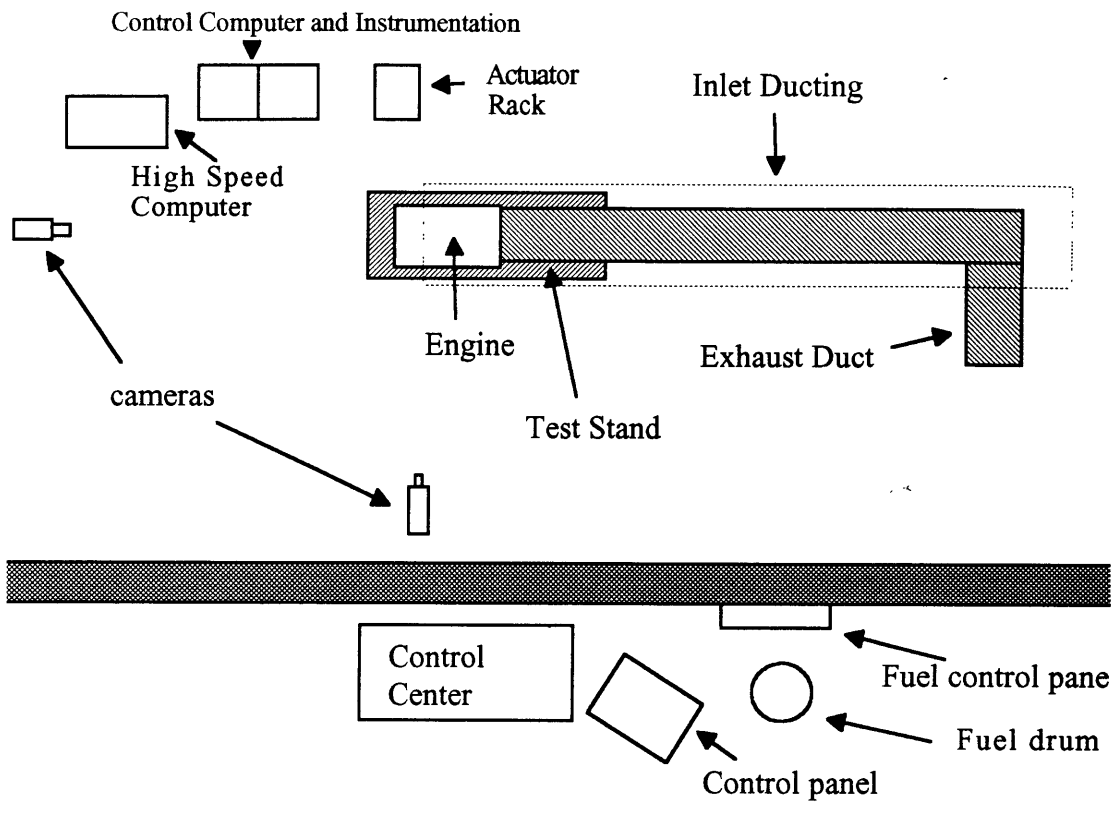 Control Computer and Instrumentation
Actuator
Rack
Inlet Ducting
High Speed
Computer
Engine
Exhaust Duct
cameras
Test Stand
Control
Center
Fuel control pane
Fuel drum
Control panel